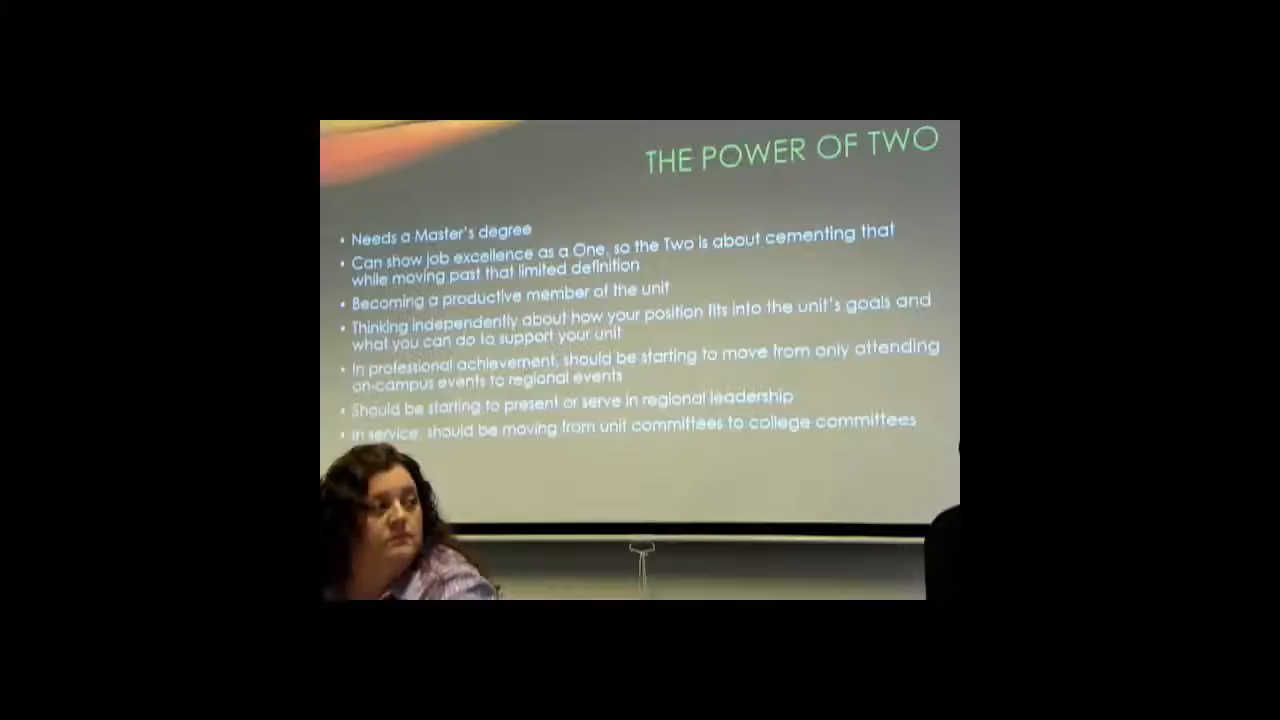 THE POWER OF TWO
• Needs a Master's degree
• Can show job excellence as a One, so the Two is about cementing that
while moving past that limited definition
• Becoming a productive member of the unit
• Thinking independently about how your position fits into the unit's goals and
what you can do to support your unit
• In professional achievement, should be starting to move from only attending
on-campus events to regional events
• Should be starting to present or serve in regional leadership
• In service, should be moving from unit committees to college committees